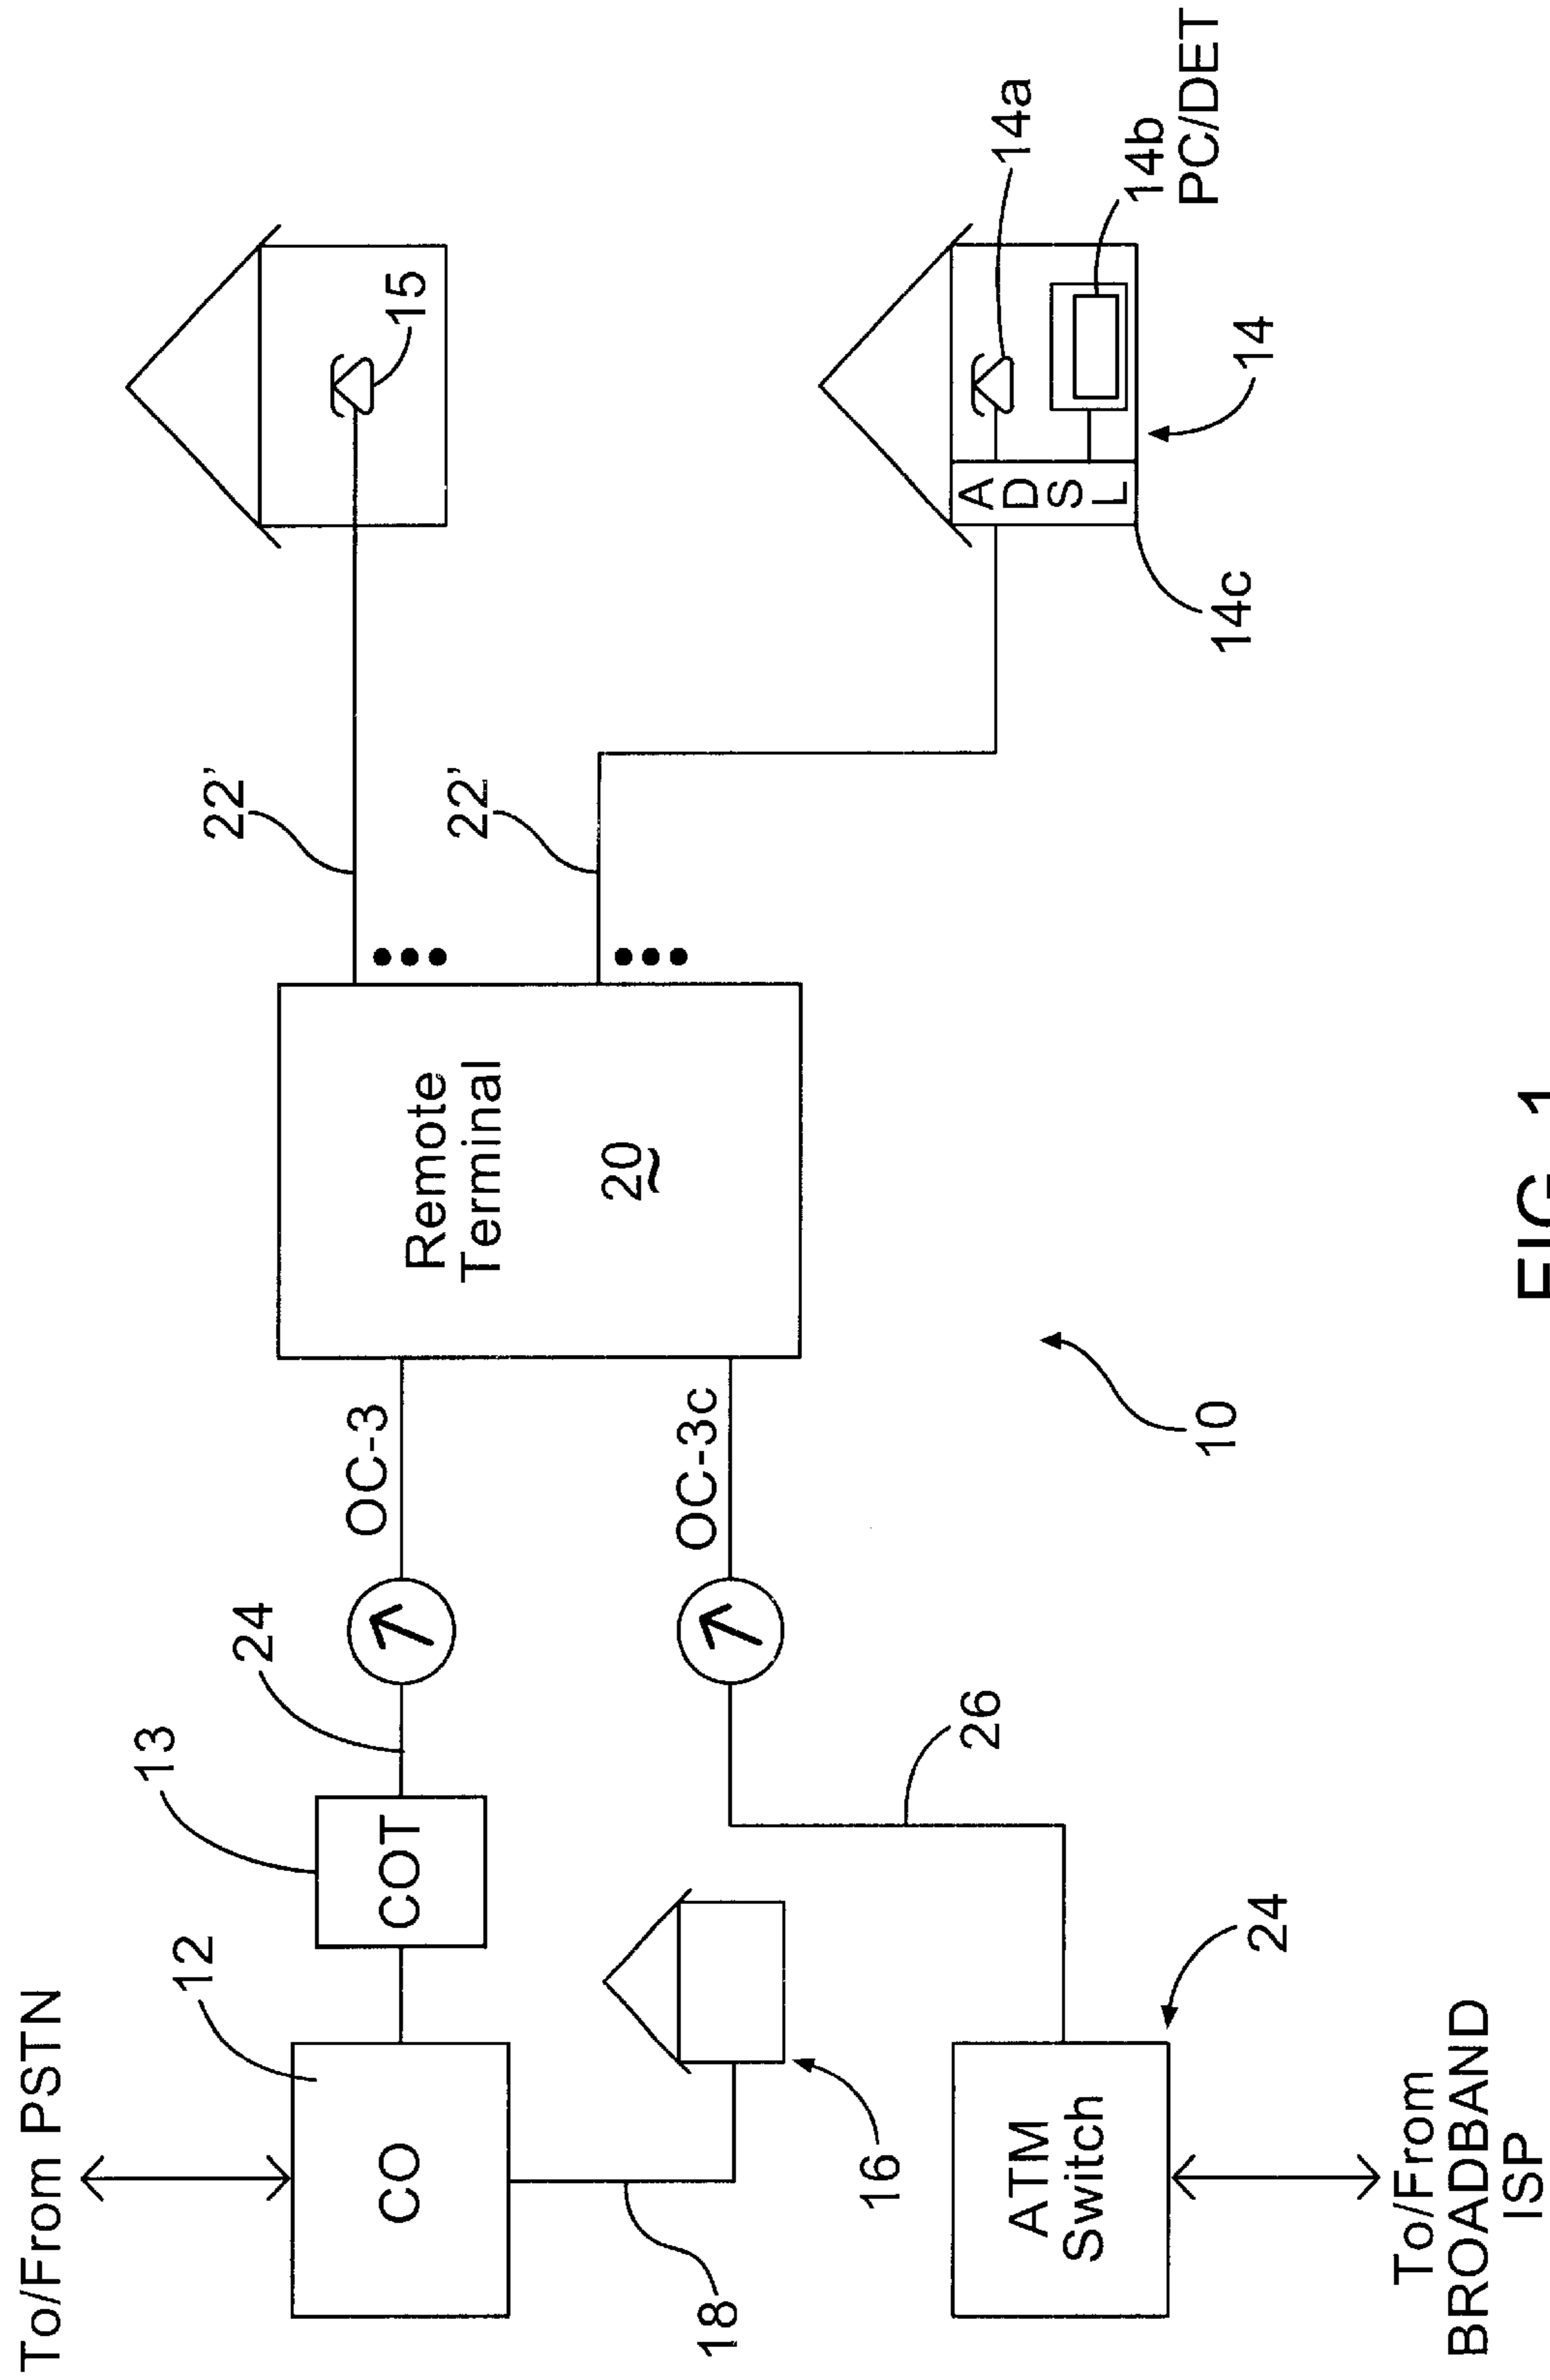 To/From PSTN
12
13
24
OC-3
CO
COT
18
16
Remote
Terminal
20
22'
22'
15
OC-3c
26
ATM
Switch
24
To/From
BROADBAND
ISP
10
A
D
S
L
14a
14b
PC/DET
14
14c
FIG. 1